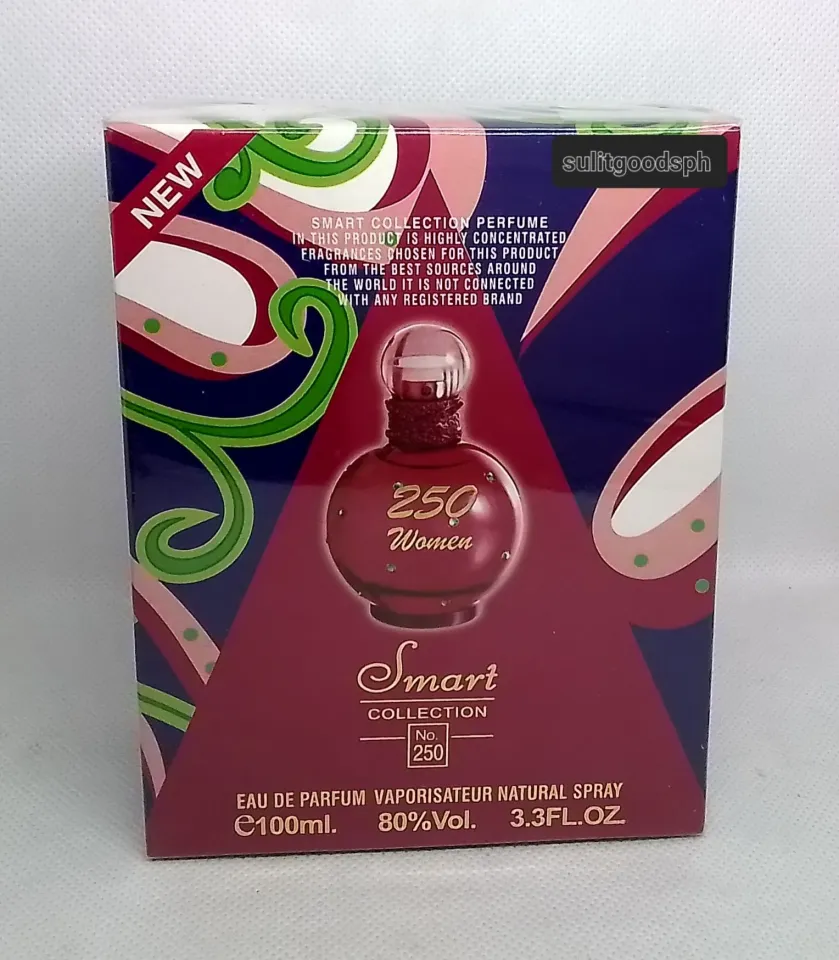 sulitgoodsph
NEW
SMART COLLECTION PERFUME
IN THIS PRODUCT IS HIGHLY CONCENTRATED
FRAGRANCES CHOSEN FOR THIS PRODUCT
FROM THE BEST SOURCES AROUND
THE WORLD IT IS NOT CONNECTED
WITH ANY REGISTERED BRAND
250
Women
Smart
COLLECTION
No.
250
EAU DE PARFUM VAPORISATEUR NATURAL SPRAY
℮100ml. 80%Vol. 3.3FL.OZ.